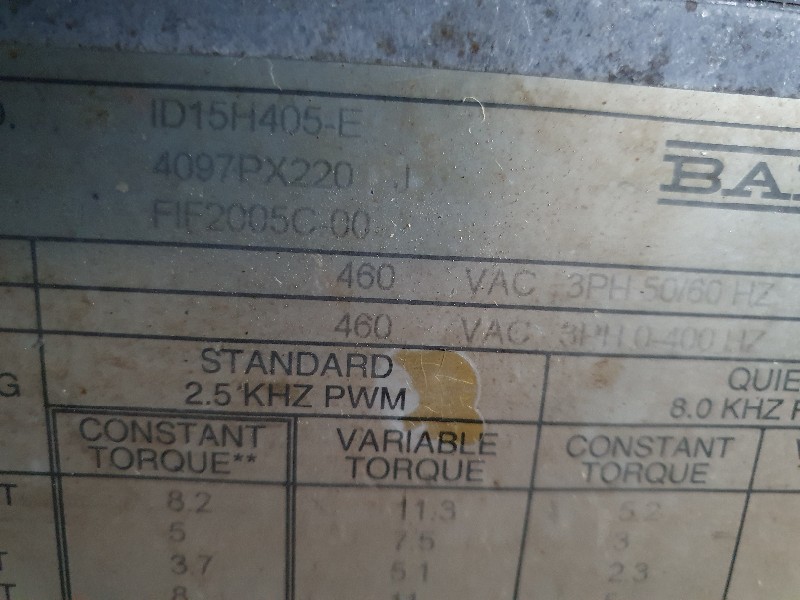 ID15H405-E
4097PX220 J
FIF2005C-00
BA
460 VAC 3PH 50/60 HZ
460 VAC 3PH 0-400 HZ
G
STANDARD
2.5 KHZ PWM
QUIE
8.0 KHZ P
CONSTANT
TORQUE**
VARIABLE
TORQUE
CONSTANT
TORQUE
T 8.2 11.3 5.2
5 7.5 3
T 3.7 5.1 2.3
T 8 11